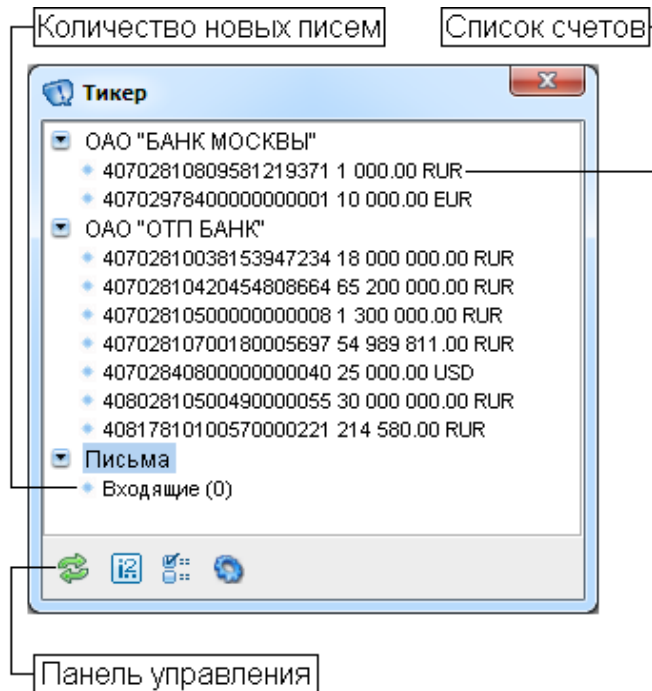 Количество новых писем
Список счетов
Тикер
ОАО "БАНК МОСКВЫ"
40702810809581219371 1 000.00 RUR
40702978400000000001 10 000.00 EUR
ОАО "ОТП БАНК"
40702810038153947234 18 000 000.00 RUR
40702810420454808664 65 200 000.00 RUR
40702810500000000008 1 300 000.00 RUR
40702810700180005697 54 989 811.00 RUR
40702840800000000040 25 000.00 USD
40802810500490000055 30 000 000.00 RUR
40817810100570000221 214 580.00 RUR
Письма
Входящие (0)
i2
Панель управления